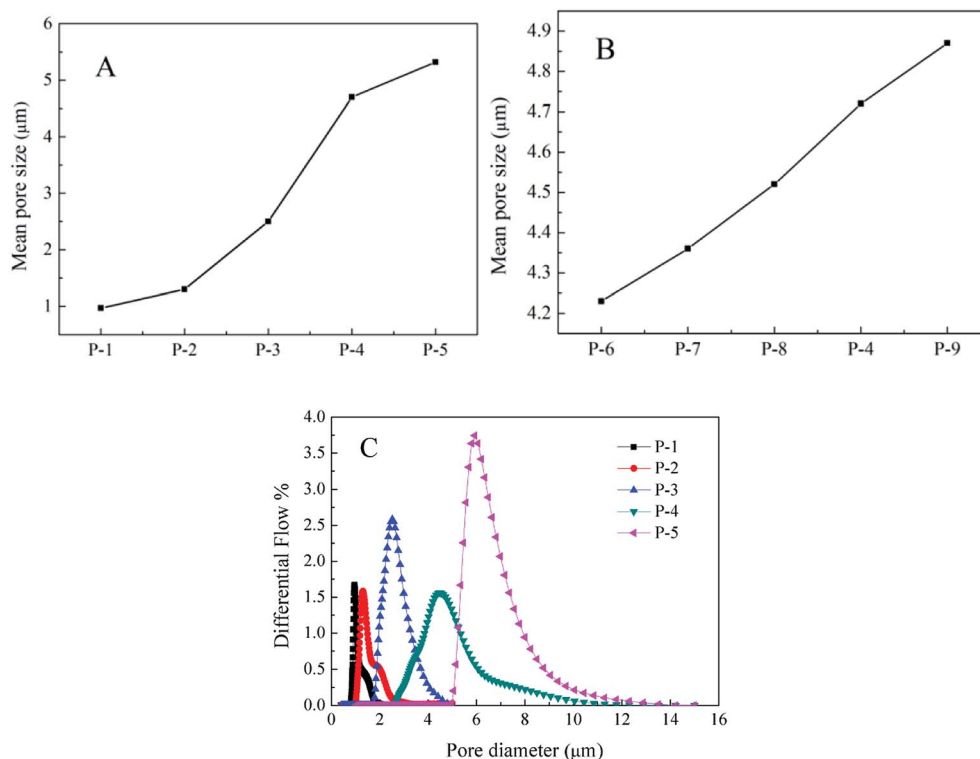 A
Mean pore size (μm)
6
5
4
3
2
1
P-1 P-2 P-3 P-4 P-5
B
Mean pore size (μm)
4.9
4.8
4.7
4.6
4.5
4.4
4.3
4.2
P-6 P-7 P-8 P-4 P-9
C
Differential Flow %
4.0
3.5
3.0
2.5
2.0
1.5
1.0
0.5
0.0
P-1
P-2
P-3
P-4
P-5
0 2 4 6 8 10 12 14 16
Pore diameter (μm)